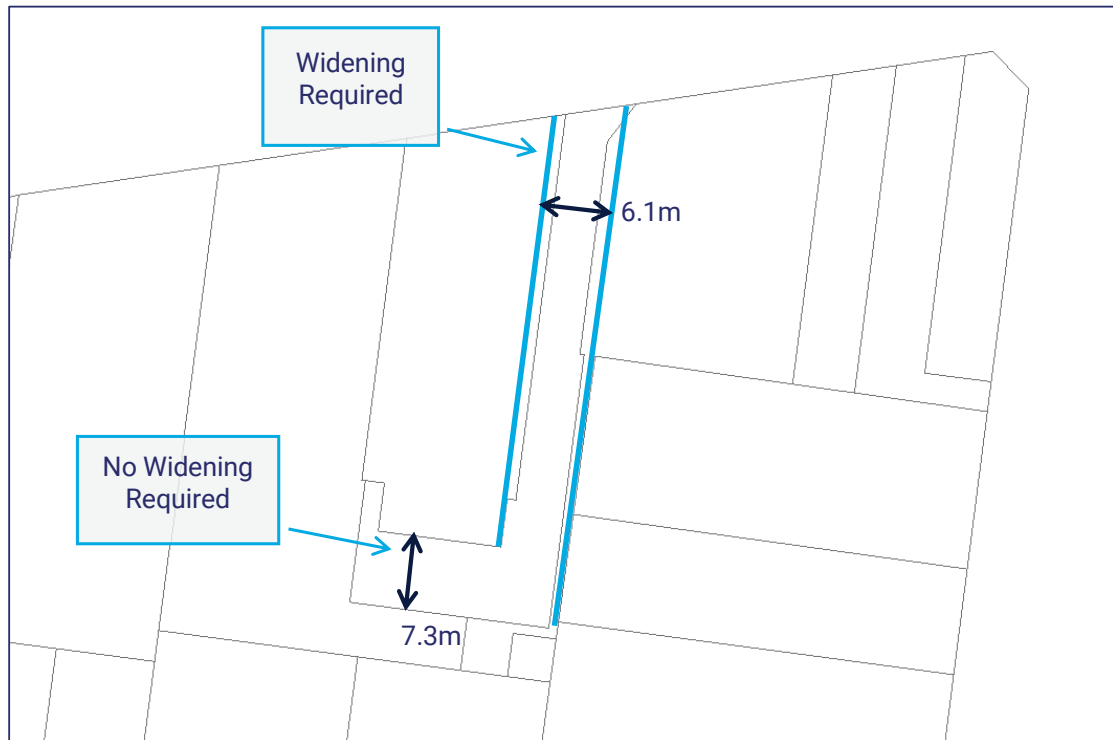 Widening
Required
6.1m
No Widening
Required
7.3m